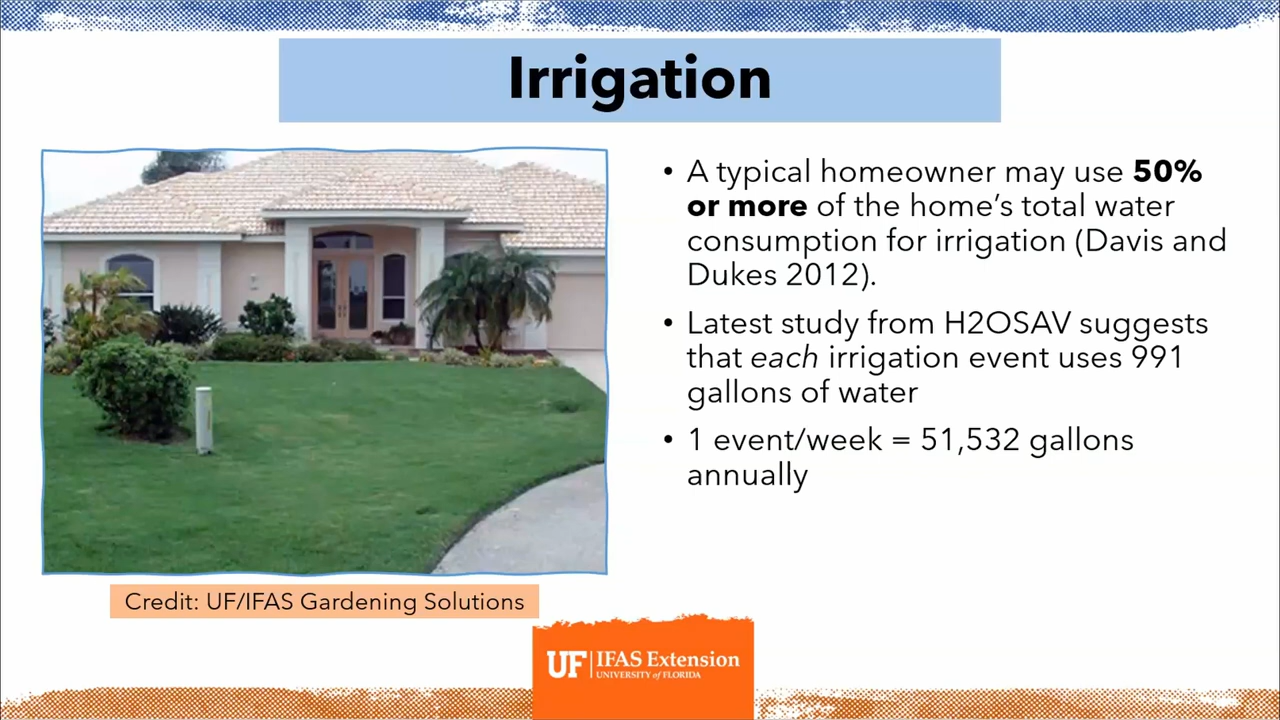 Irrigation
• A typical homeowner may use 50%
or more of the home’s total water
consumption for irrigation (Davis and
Dukes 2012).
• Latest study from H2OSAV suggests
that each irrigation event uses 991
gallons of water
• 1 event/week = 51,532 gallons
annually
Credit: UF/IFAS Gardening Solutions
UF IFAS Extension
UNIVERSITY of FLORIDA